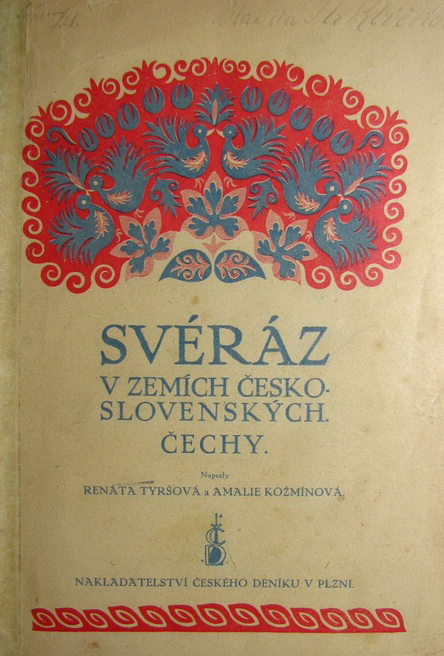 SVÉRÁZ
V ZEMÍCH ČESKO-
SLOVENSKÝCH.
ČECHY.
Napsaly
RENÁTA TYRŠOVÁ a AMALIE KOŽMÍNOVÁ.
NAKLADATELSTVÍ ČESKÉHO DENÍKU V PLZNI.